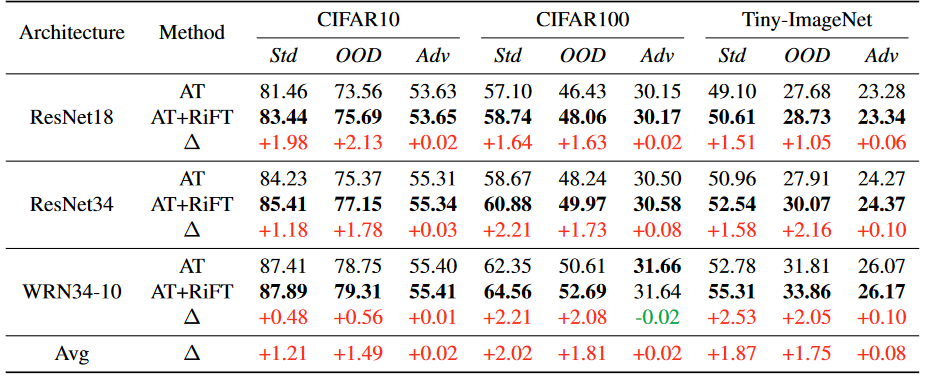 Architecture Method CIFAR10 CIFAR100 Tiny-ImageNet
Std OOD Adv Std OOD Adv Std OOD Adv
AT 81.46 73.56 53.63 57.10 46.43 30.15 49.10 27.68 23.28
ResNet18 AT+RiFT 83.44 75.69 53.65 58.74 48.06 30.17 50.61 28.73 23.34
Δ +1.98 +2.13 +0.02 +1.64 +1.63 +0.02 +1.51 +1.05 +0.06
AT 84.23 75.37 55.31 58.67 48.24 30.50 50.96 27.91 24.27
ResNet34 AT+RiFT 85.41 77.15 55.34 60.88 49.97 30.58 52.54 30.07 24.37
Δ +1.18 +1.78 +0.03 +2.21 +1.73 +0.08 +1.58 +2.16 +0.10
AT 87.41 78.75 55.40 62.35 50.61 31.66 52.78 31.81 26.07
WRN34-10 AT+RiFT 87.89 79.31 55.41 64.56 52.69 31.64 55.31 33.86 26.17
Δ +0.48 +0.56 +0.01 +2.21 +2.08 -0.02 +2.53 +2.05 +0.10
Avg Δ +1.21 +1.49 +0.02 +2.02 +1.81 +0.02 +1.87 +1.75 +0.08